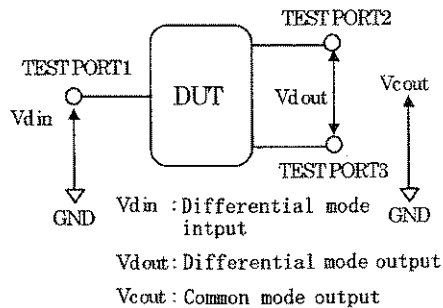 TEST PORT2
TEST PORT1
DUT
Vdout
Vcout
Vdin
TEST PORT3
GND
GND
Vdin : Differential mode
intput
Vdout: Differential mode output
Vcout: Common mode output